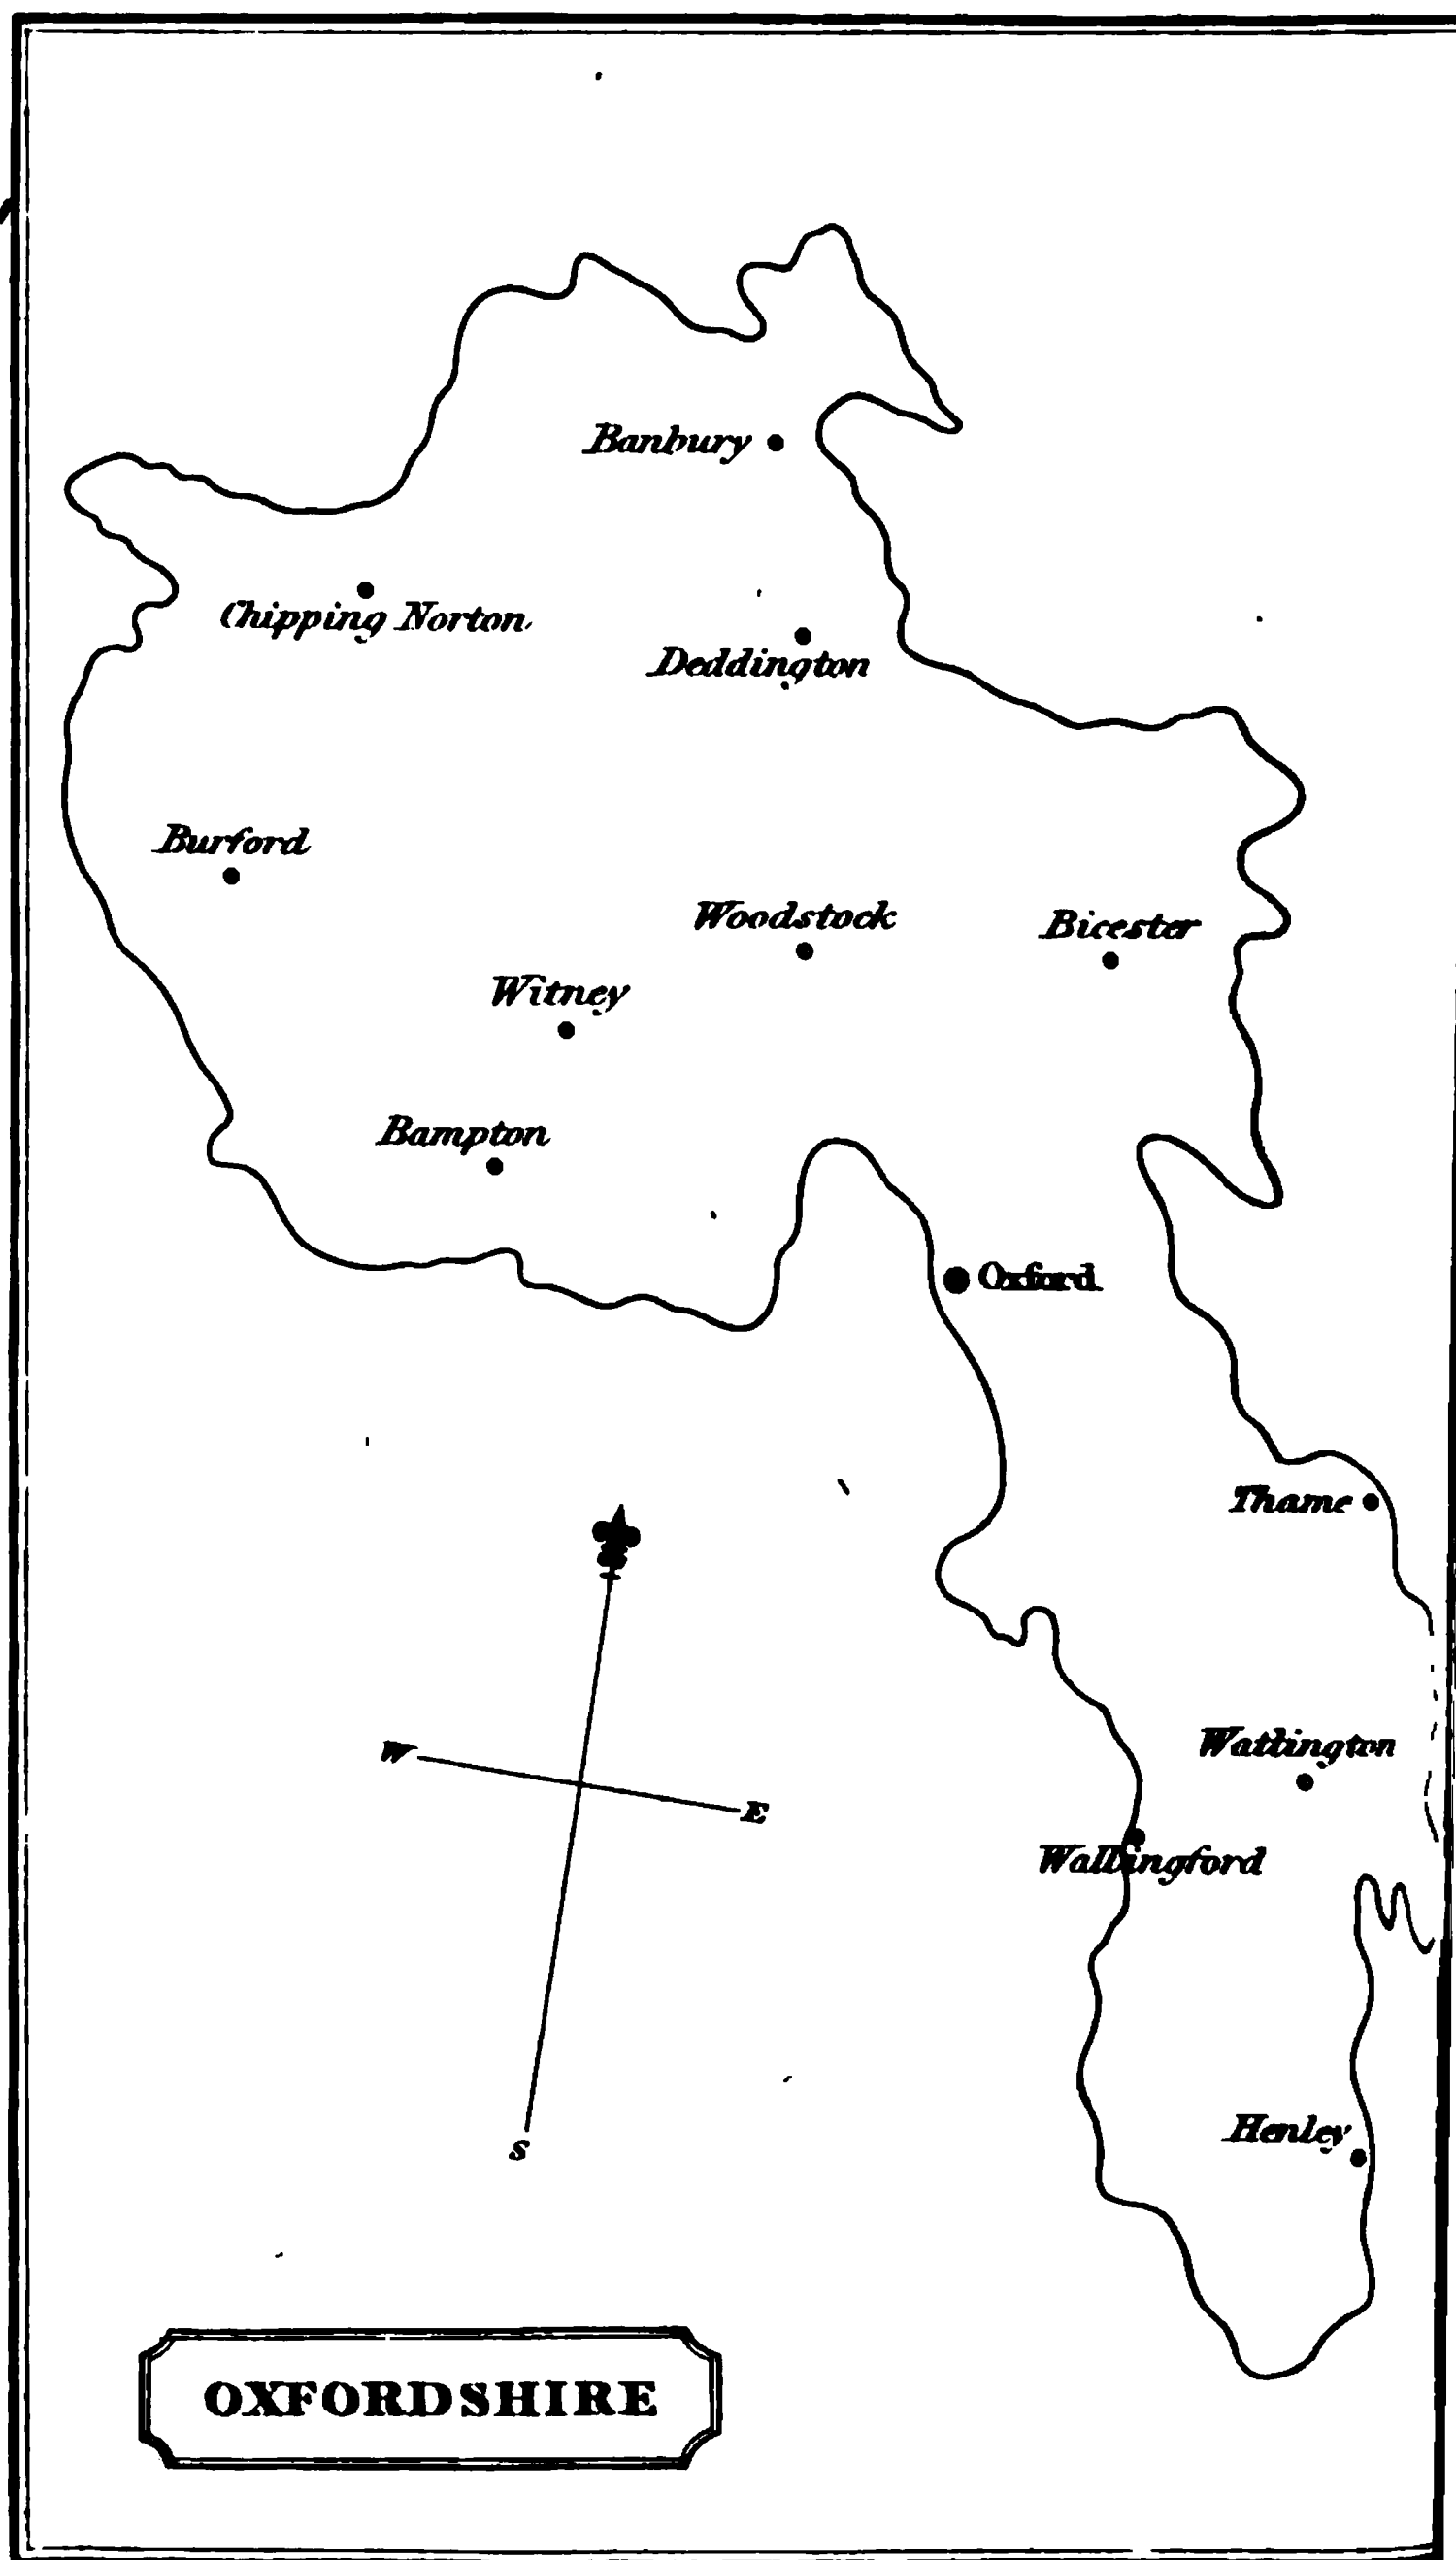 Banbury
Chipping Norton
Deddington
Burford
Woodstock
Bicester
Witney
Bampton
Oxford
Thame
Watlington
W
E
Wallingford
Henley
S
OXFORDSHIRE